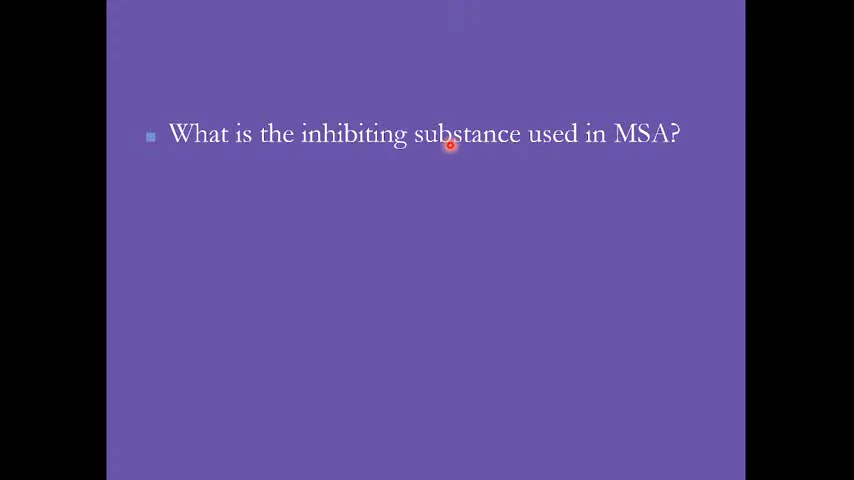 What is the inhibiting substance used in MSA?